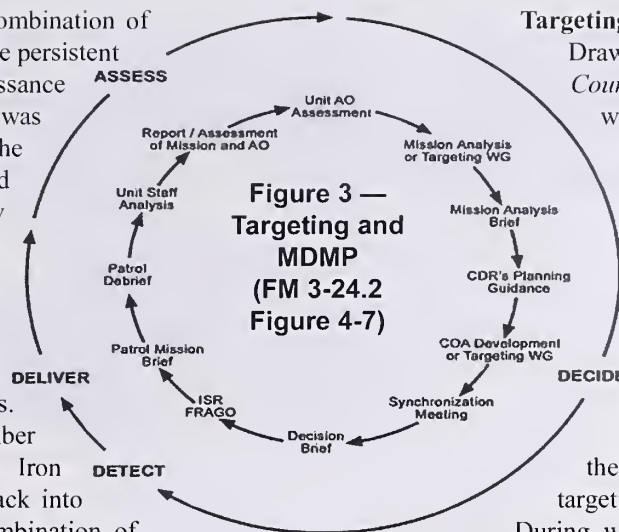 ombination of
e persistent
ssance
was
he
d
Targeting
Draw
Cour
w
ASSESS
DECIDE
DETECT
DELIVER
Unit AO
Assessment
Mission Analysis
or Targeting WG
Mission Analysis
Brief
CDR's Planning
Guidance
COA Development
or Targeting WG
Synchronization
Meeting
Decision
Brief
ISR
FRAGO
Patrol Mission
Brief
Patrol
Debrief
Unit Staff
Analysis
Report / Assessment
of Mission and AO
Figure 3 —
Targeting and
MDMP
(FM 3-24.2
Figure 4-7)
s.
ber
Iron
ack into
the
targeti
During